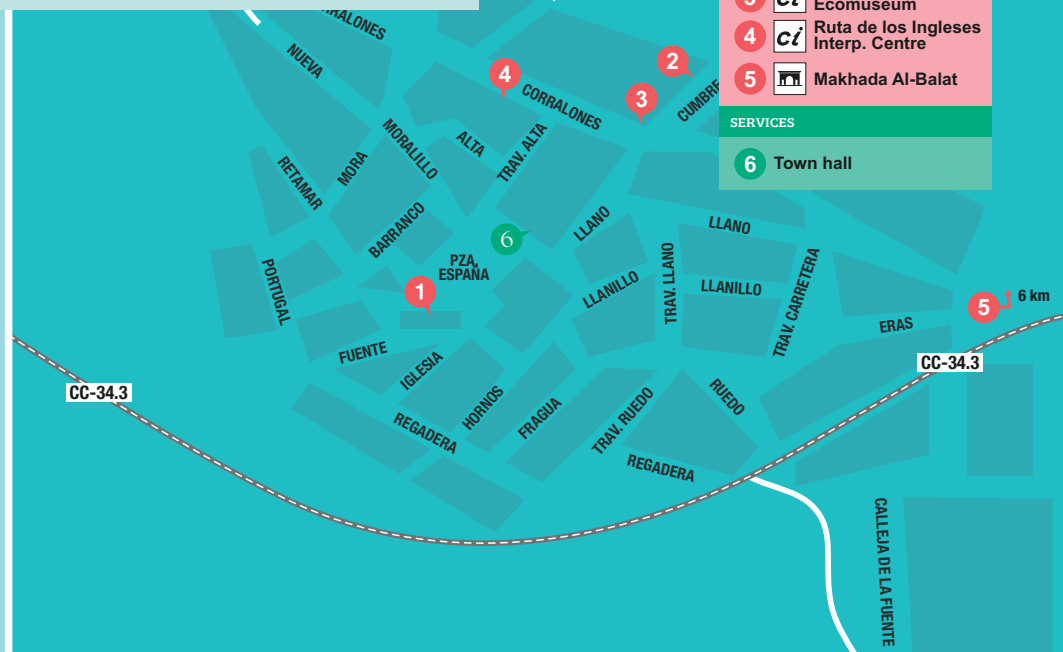 3 ci Ecomuseum
4 ci Ruta de los Ingleses
Interp. Centre
5 Makhada Al-Balat
SERVICES
6 Town hall
NUEVA
4
CORRALONES
2
3
MORALILLO
ALTA
TRAV. ALTA
MORA
RETAMAR
BARRANCO
6
LLANO
LLANO
PZA.
ESPAÑA
1
PORTUGAL
LLANILLO
TRAV. LLANO
LLANILLO
TRAV. CARRETERA
5
6 km
ERAS
FUENTE
IGLESIA
CC-34.3
CC-34.3
HORNOS
FRAGUA
TRAV. RUEDO
RUEDO
REGADERA
REGADERA
CALLEJA DE LA FUENTE